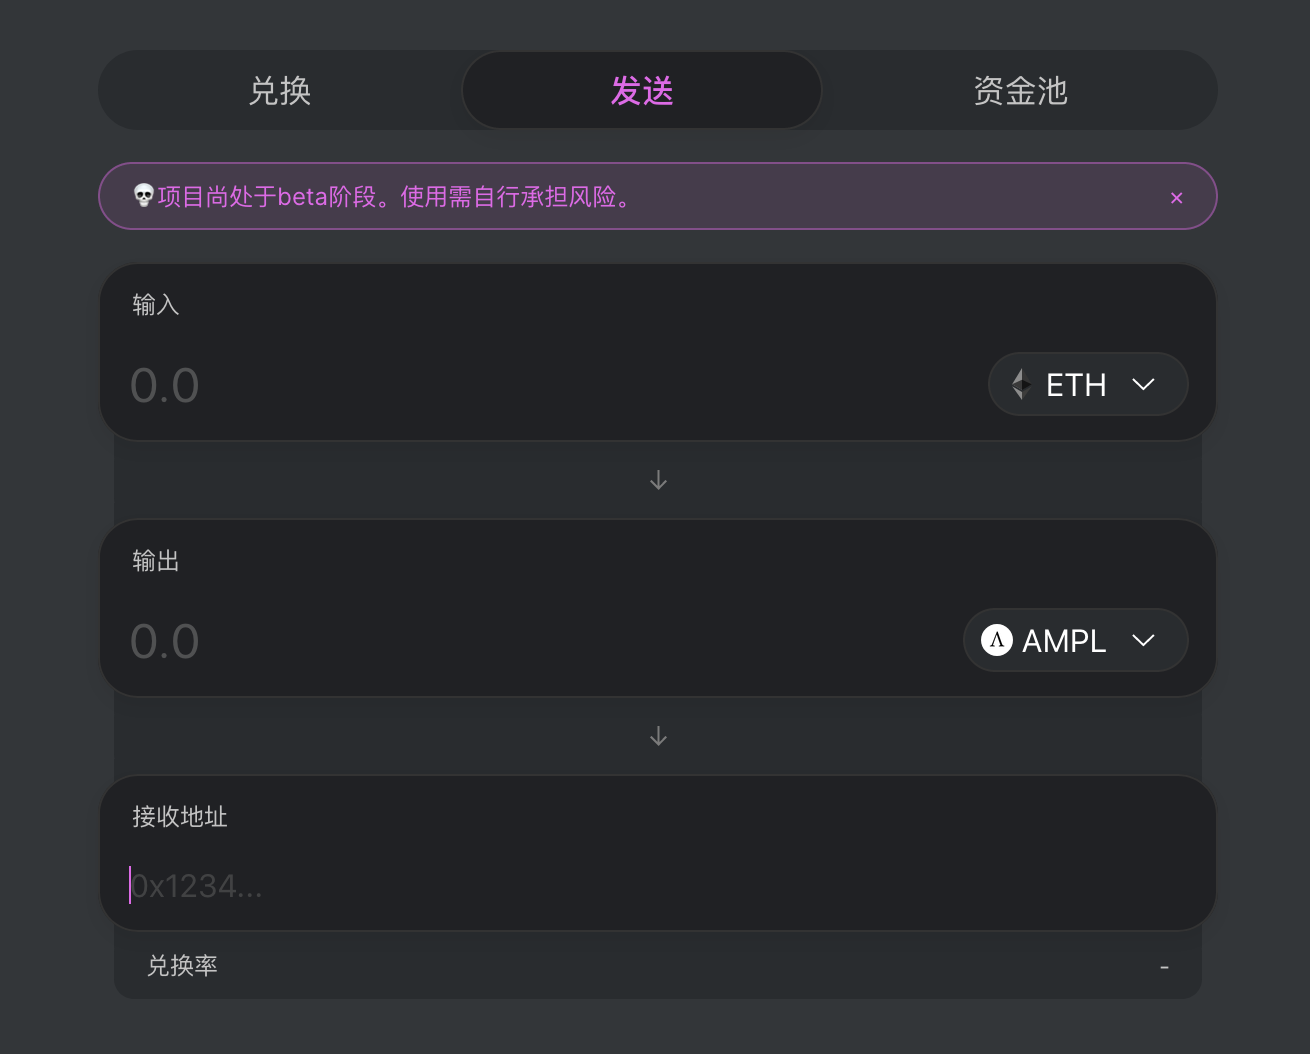 兑换 发送 资金池
💀项目尚处于beta阶段。使用需自行承担风险。 ×
输入
0.0 ETH
输出
0.0 AMPL
接收地址
0x1234...
兑换率 -